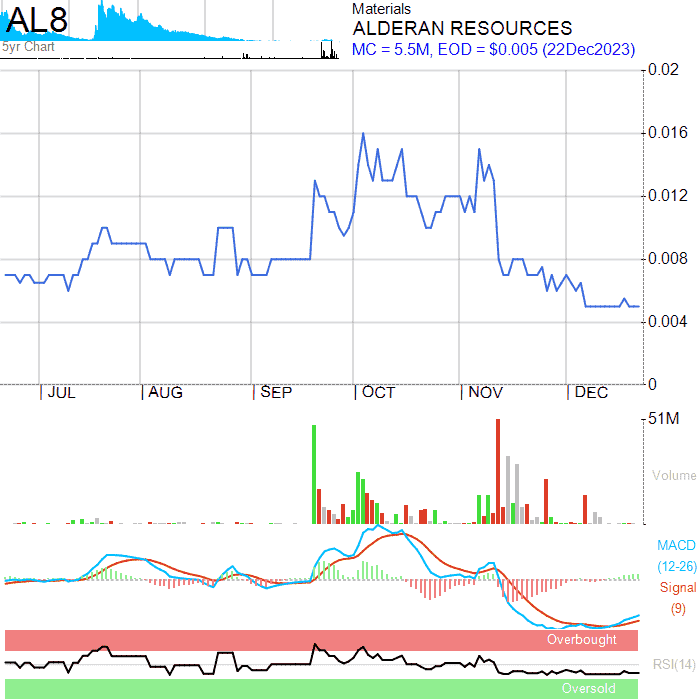 AL8
5yr Chart
Materials
ALDERAN RESOURCES
MC = 5.5M, EOD = $0.005 (22Dec2023)
0.02
0.016
0.012
0.008
0.004
0
JUL AUG SEP OCT NOV DEC
51M
Volume
MACD
(12-26)
Signal
(9)
Overbought
RSI(14)
Oversold